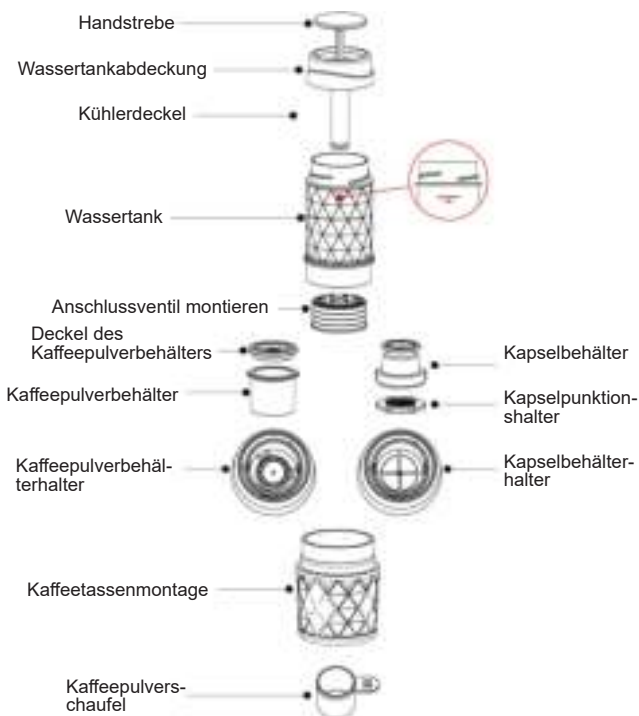 Handstrebe
Wassertankabdeckung
Kühlerdeckel
Wassertank
Anschlussventil montieren
Deckel des
Kaffeepulverbehälters
Kaffeepulverbehälter
Kaffeepulverbehäl-
terhalter
Kapselbehälter
Kapselpunktion-
shalter
Kapselbehälter-
halter
Kaffeetassenmontage
Kaffeepulvers-
chaufel